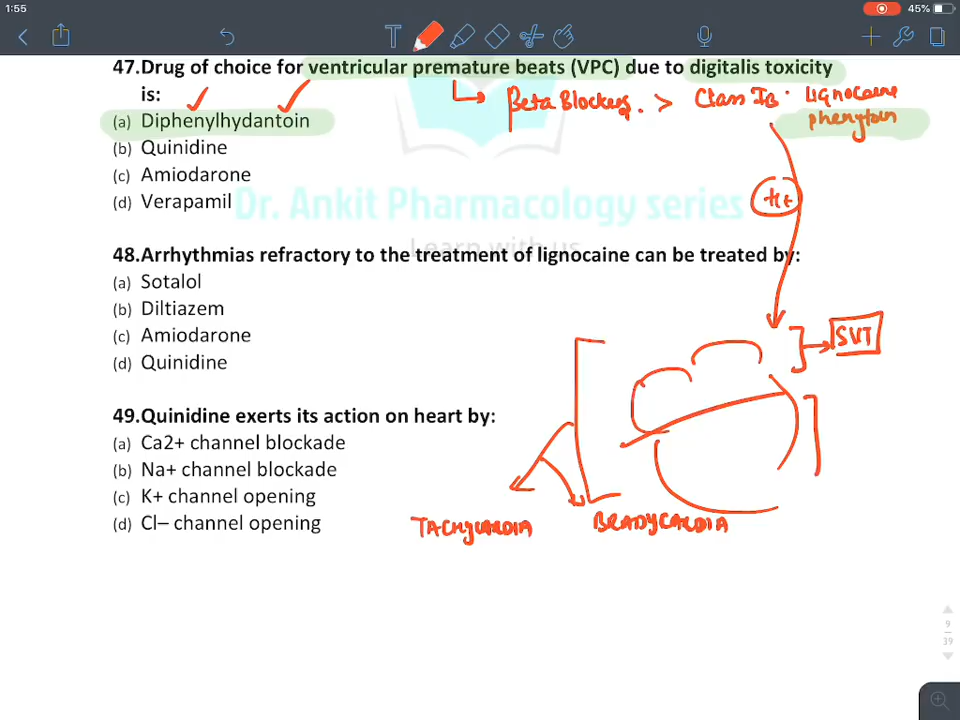 1:55
45%
T
47.Drug of choice for ventricular premature beats (VPC) due to digitalis toxicity
is:
Beta Blockers. > Class IB. Lignocaine
phenytoin
(a) Diphenylhydantoin
(b) Quinidine
(c) Amiodarone
(d) Verapamil
Dr. Ankit Pharmacology series
Learn with us
48.Arrhythmias refractory to the treatment of lignocaine can be treated by:
(a) Sotalol
(b) Diltiazem
(c) Amiodarone
(d) Quinidine
SVT
49.Quinidine exerts its action on heart by:
(a) Ca2+ channel blockade
(b) Na+ channel blockade
(c) K+ channel opening
(d) Cl– channel opening
TACHYCARDIA BRADYCARDIA
9
39